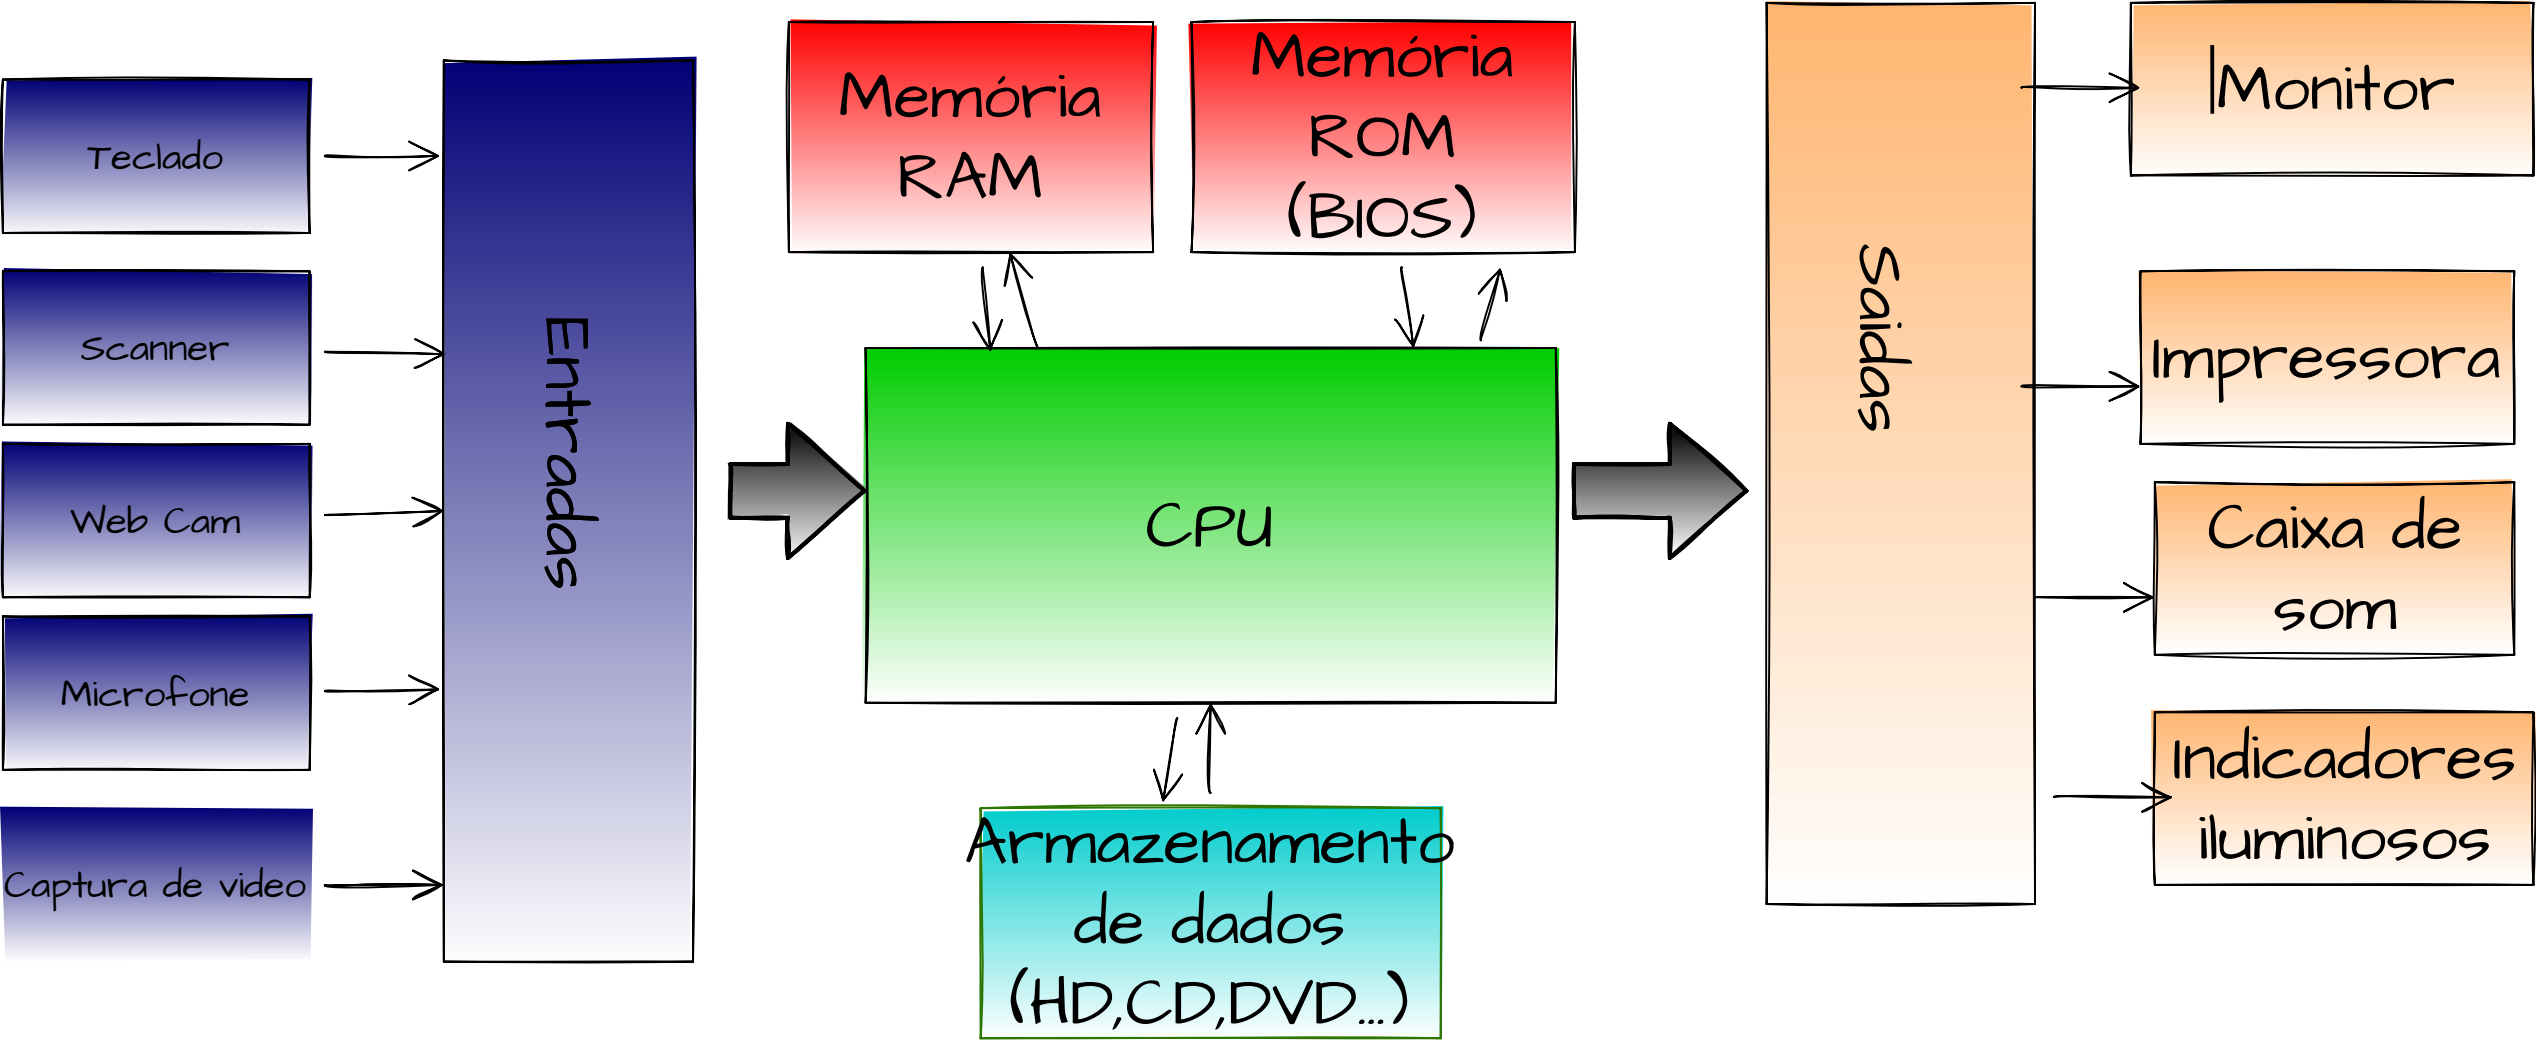 Teclado
Scanner
Web Cam
Microfone
Captura de video
Entradas
Memória
RAM
Memória
ROM
(BIOS)
CPU
Armazenamento
de dados
(HD,CD,DVD...)
Saidas
|Monitor
Impressora
Caixa de
som
Indicadores
iluminosos